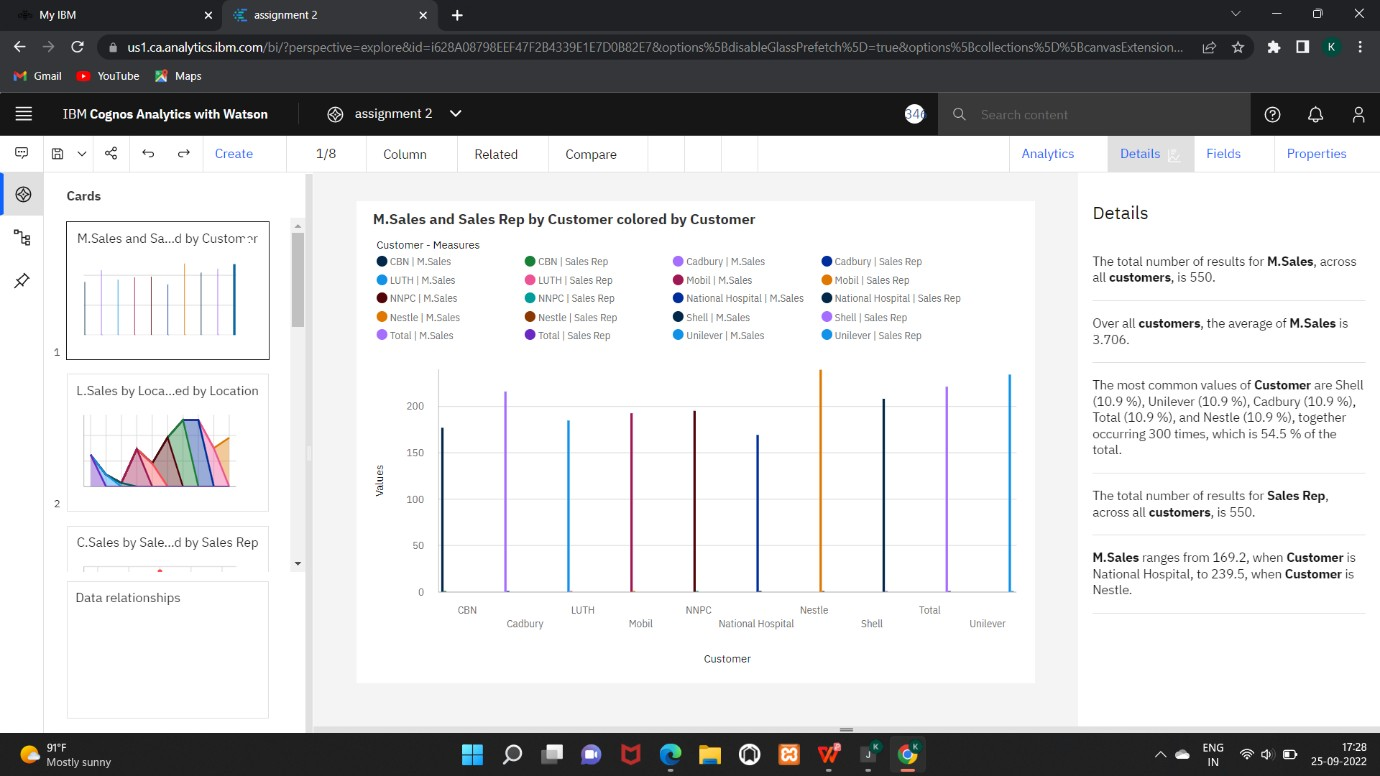 My IBM
assignment 2
us1.ca.analytics.ibm.com/bi/?perspective=explore&id=i628A08798EEF47F2B4339E1E7D0B82E7&options%5BdisableGlassPrefetch%5D=true&options%5Bcollections%5D%5BcanvasExtension...
K
Gmail
YouTube
Maps
IBM Cognos Analytics with Watson
assignment 2
346
Search content
Create
1/8
Column
Related
Compare
Analytics
Details
Fields
Properties
Cards
M.Sales and Sa...d by Customer
1
L.Sales by Loca...ed by Location
2
C.Sales by Sale...d by Sales Rep
Data relationships
M.Sales and Sales Rep by Customer colored by Customer
Customer - Measures
CBN | M.Sales CBN | Sales Rep Cadbury | M.Sales Cadbury | Sales Rep
LUTH | M.Sales LUTH | Sales Rep Mobil | M.Sales Mobil | Sales Rep
NNPC | M.Sales NNPC | Sales Rep National Hospital | M.Sales National Hospital | Sales Rep
Nestle | M.Sales Nestle | Sales Rep Shell | M.Sales Shell | Sales Rep
Total | M.Sales Total | Sales Rep Unilever | M.Sales Unilever | Sales Rep
Values
200
150
100
50
0
CBN LUTH NNPC Nestle Total
Cadbury Mobil National Hospital Shell Unilever
Customer
Details
The total number of results for M.Sales, across
all customers, is 550.
Over all customers, the average of M.Sales is
3.706.
The most common values of Customer are Shell
(10.9 %), Unilever (10.9 %), Cadbury (10.9 %),
Total (10.9 %), and Nestle (10.9 %), together
occurring 300 times, which is 54.5 % of the
total.
The total number of results for Sales Rep,
across all customers, is 550.
M.Sales ranges from 169.2, when Customer is
National Hospital, to 239.5, when Customer is
Nestle.
91°F
Mostly sunny
ENG
IN
17:28
25-09-2022